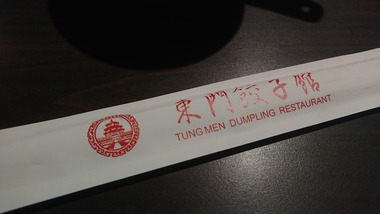 東門餃子館
TUNG MEN DUMPLING RESTAURANT